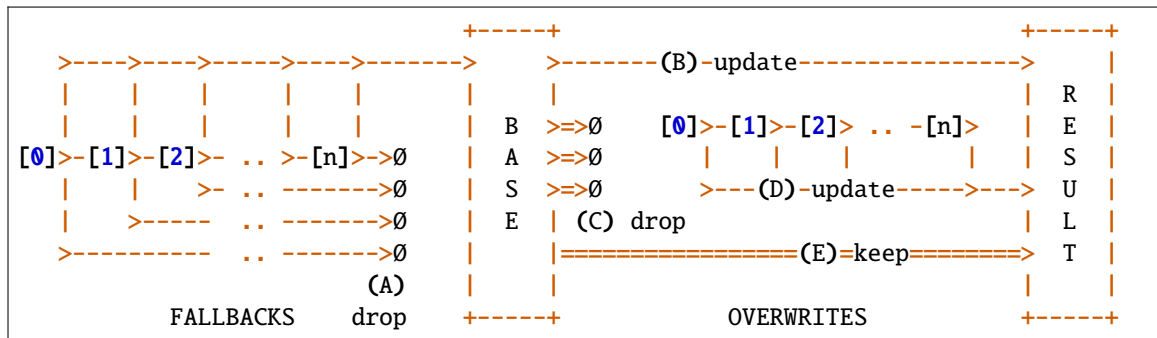 +-----+                                       +-----+
    >---->----->------>----->-------->      >-------(B)-update------------------>      |
    |     |     |      |     |        |     |                                       |  R  |
[0]>-[1]>-[2]>- .. >-[n]>->Ø          |  B  >=>Ø      [0]>-[1]>-[2]> .. -[n]>       |  E  |
    |     |     |      |     |        |  A  >=>Ø          |    |    |        |      |  S  |
                >- .. ------->Ø       |  S  >=>Ø          >---(D)-update----->--->  U  |
    |     >----- .. ------->Ø         |  E  | (C) drop                              |  L  |
    >------------ .. ------->Ø        |     |=================(E)=keep========>  T  |
                             (A)      |     |                                       |     |
           FALLBACKS    drop          +-----+            OVERWRITES                 +-----+